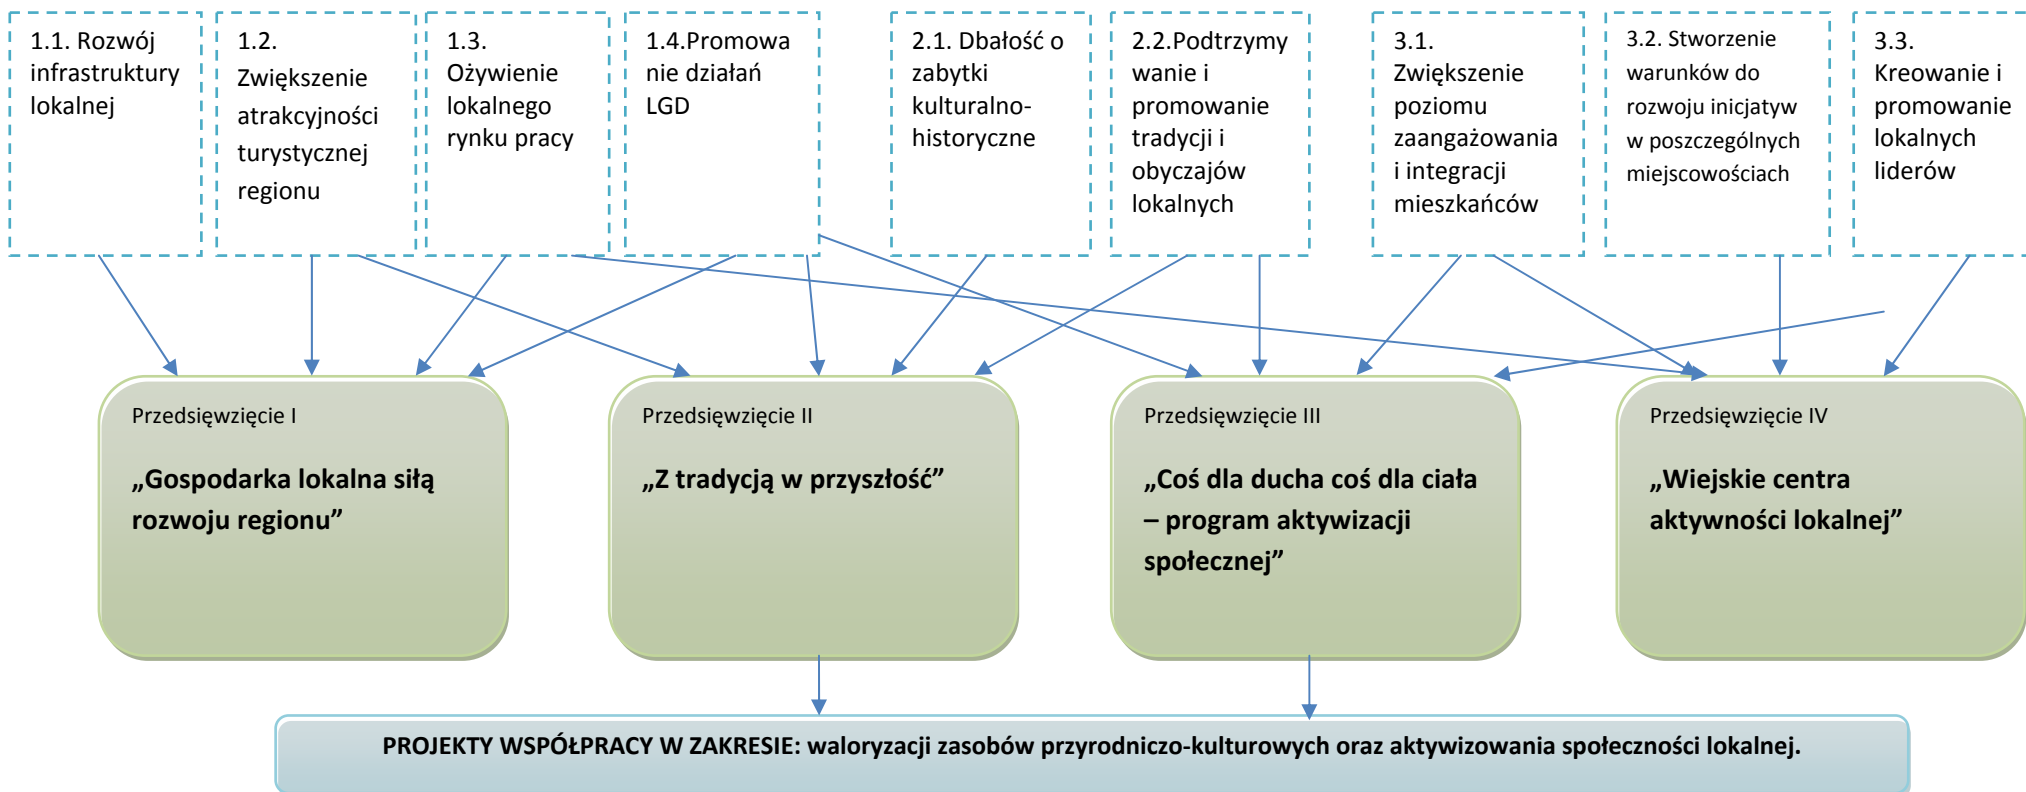 1.1. Rozwój
infrastruktury
lokalnej
1.2.
Zwiększenie
atrakcyjności
turystycznej
regionu
1.3.
Ożywienie
lokalnego
rynku pracy
1.4.Promowa
nie działań
LGD
2.1. Dbałość o
zabytki
kulturalno-
historyczne
2.2.Podtrzymy
wanie i
promowanie
tradycji i
obyczajów
lokalnych
3.1.
Zwiększenie
poziomu
zaangażowania
i integracji
mieszkańców
3.2. Stworzenie
warunków do
rozwoju inicjatyw
w poszczególnych
miejscowościach
3.3.
Kreowanie i
promowanie
lokalnych
liderów
Przedsięwzięcie I
„Gospodarka lokalna siłą
rozwoju regionu”
Przedsięwzięcie II
„Z tradycją w przyszłość”
Przedsięwzięcie III
„Coś dla ducha coś dla ciała
– program aktywizacji
społecznej”
Przedsięwzięcie IV
„Wiejskie centra
aktywności lokalnej”
PROJEKTY WSPÓŁPRACY W ZAKRESIE: waloryzacji zasobów przyrodniczo-kulturowych oraz aktywizowania społeczności lokalnej.